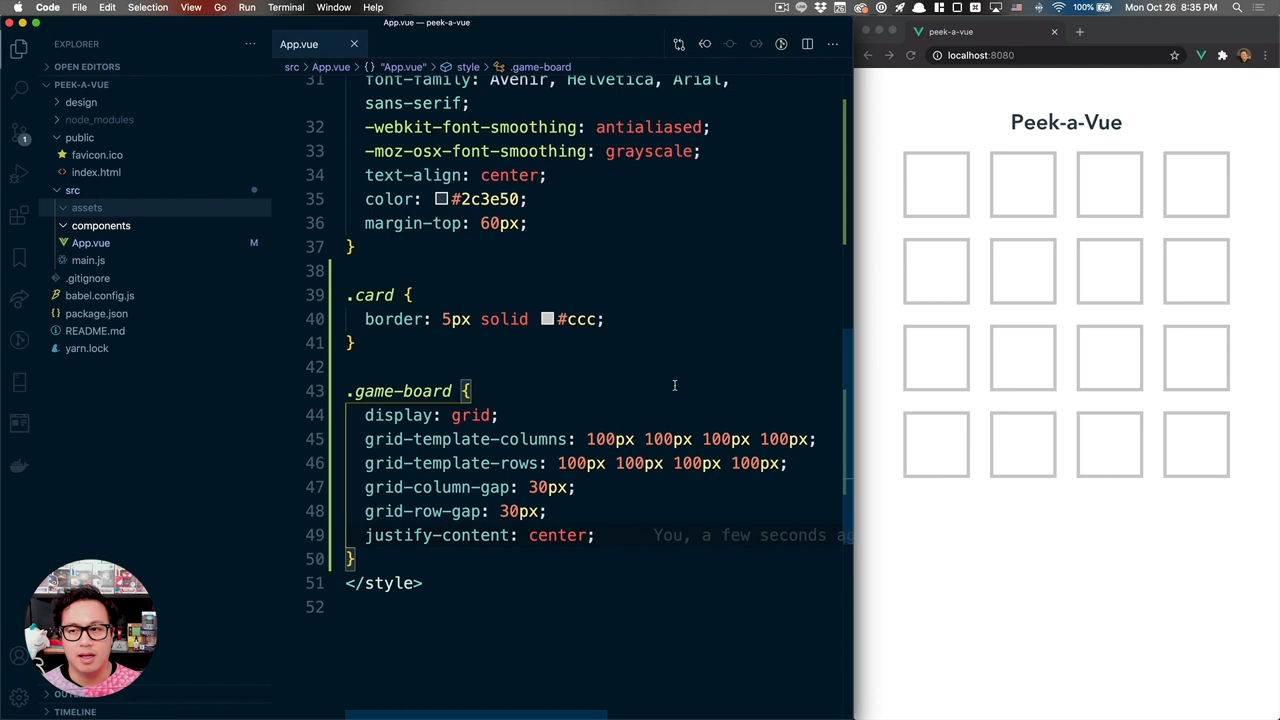 Code File Edit Selection View Go Run Terminal Window Help 100% Mon Oct 26 8:35 PM
App.vue — peek-a-vue
EXPLORER
OPEN EDITORS
PEEK-A-VUE
design
node_modules
public
favicon.ico
index.html
src
assets
components
App.vue M
main.js
.gitignore
babel.config.js
package.json
README.md
yarn.lock
TIMELINE
1
App.vue
src App.vue {} "App.vue" style .game-board
31 font-family: Avenir, Helvetica, Arial,
sans-serif;
32 -webkit-font-smoothing: antialiased;
33 -moz-osx-font-smoothing: grayscale;
34 text-align: center;
35 color: #2c3e50;
36 margin-top: 60px;
37 }
38
39 .card {
40 border: 5px solid #ccc;
41 }
42
43 .game-board {
44 display: grid;
45 grid-template-columns: 100px 100px 100px 100px;
46 grid-template-rows: 100px 100px 100px 100px;
47 grid-column-gap: 30px;
48 grid-row-gap: 30px;
49 justify-content: center; You, a few seconds ag
50 }
51 </style>
52
peek-a-vue
localhost:8080
Peek-a-Vue